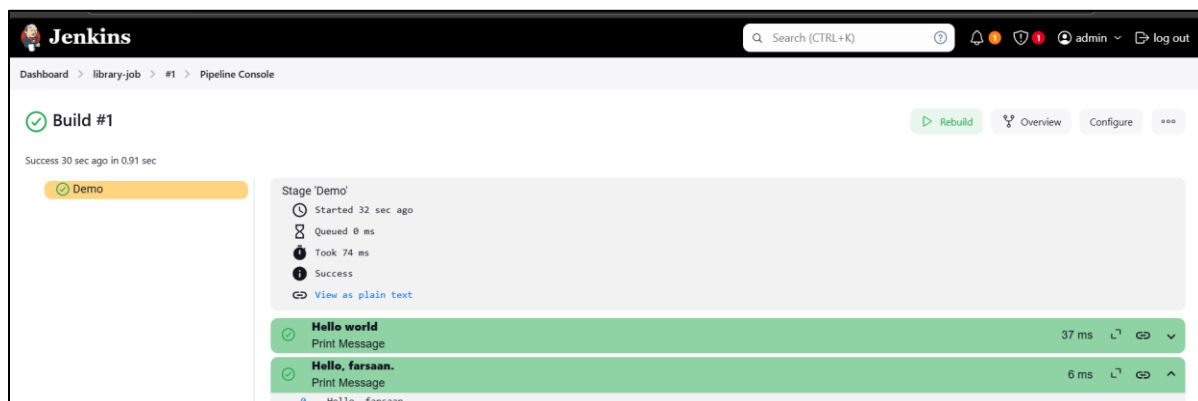 Jenkins
Search (CTRL+K)
?
1
1
admin
log out
Dashboard > library-job > #1 > Pipeline Console
Build #1
Rebuild
Overview
Configure
Success 30 sec ago in 0.91 sec
Demo
Stage 'Demo'
Started 32 sec ago
Queued 0 ms
Took 74 ms
Success
View as plain text
Hello world
Print Message
37 ms
Hello, farsaan.
Print Message
6 ms
0 Hello, farsaan.